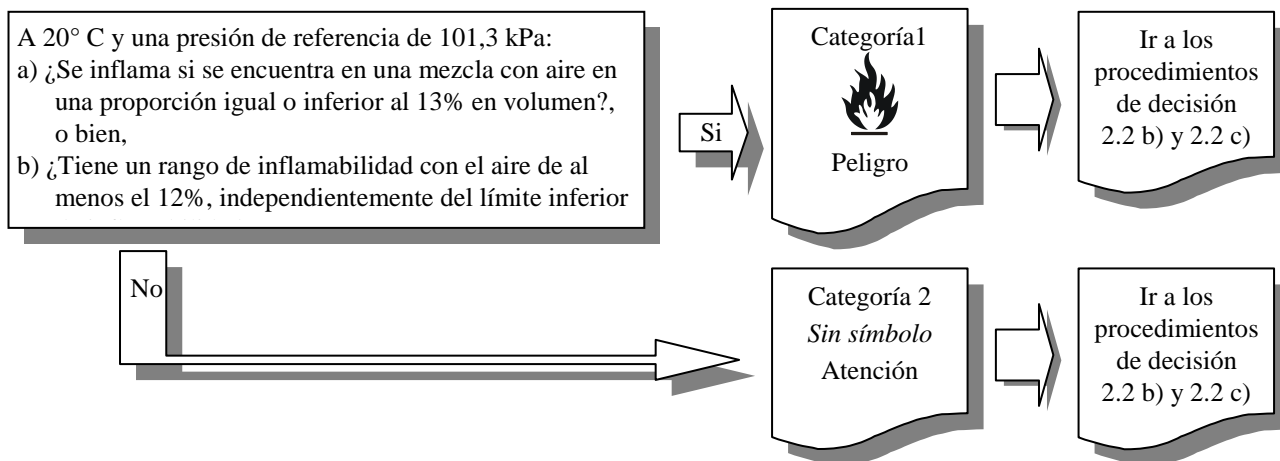 A 20° C y una presión de referencia de 101,3 kPa:
a) ¿Se inflama si se encuentra en una mezcla con aire en
una proporción igual o inferior al 13% en volumen?,
o bien,
b) ¿Tiene un rango de inflamabilidad con el aire de al
menos el 12%, independientemente del límite inferior
Si
Categoría1
Peligro
Ir a los
procedimientos
de decisión
2.2 b) y 2.2 c)
No
Categoría 2
Sin símbolo
Atención
Ir a los
procedimientos
de decisión
2.2 b) y 2.2 c)